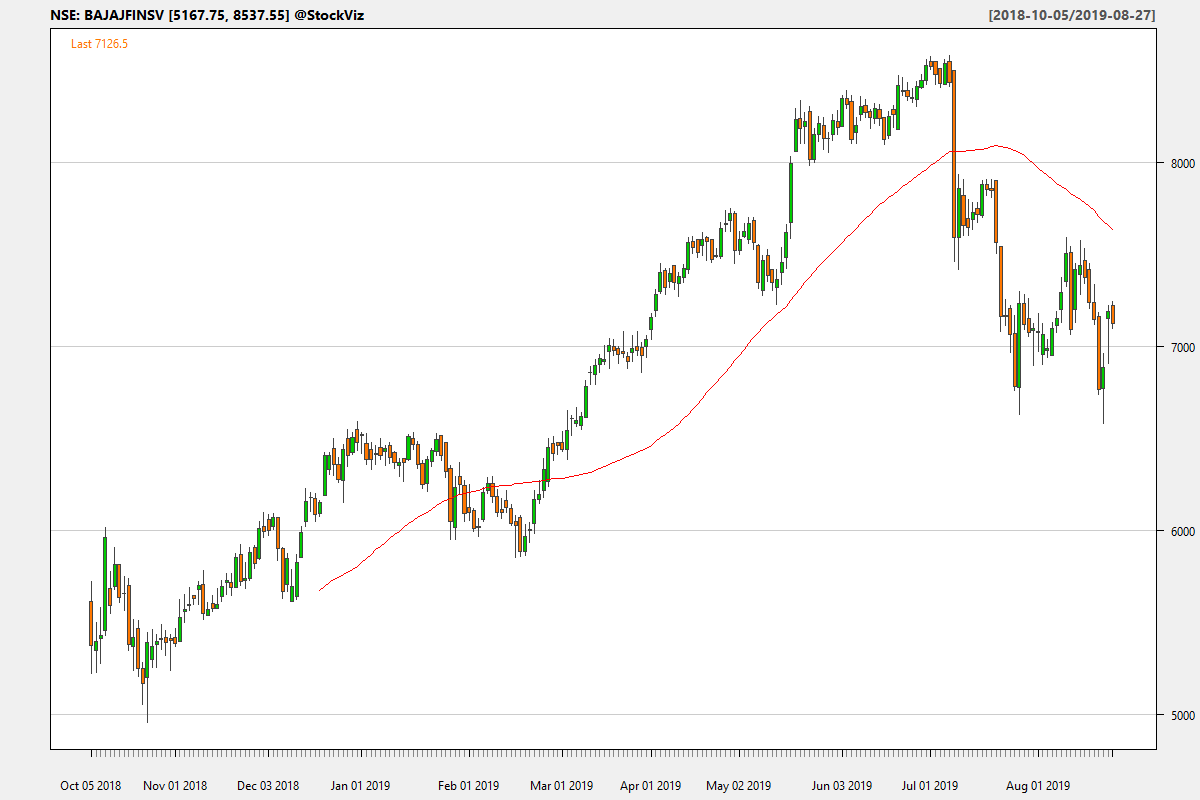 NSE: BAJAJFINSV [5167.75, 8537.55] @StockViz
[2018-10-05/2019-08-27]
Last 7126.5
8000
7000
6000
5000
Oct 05 2018 Nov 01 2018 Dec 03 2018 Jan 01 2019 Feb 01 2019 Mar 01 2019 Apr 01 2019 May 02 2019 Jun 03 2019 Jul 01 2019 Aug 01 2019